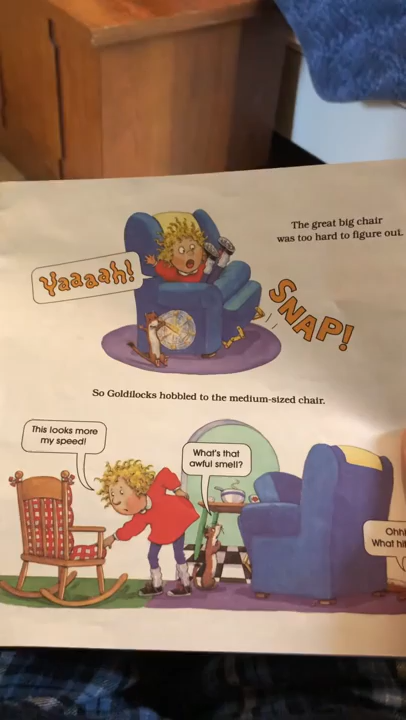 The great big chair
was too hard to figure out.
Yaaaah!
SNAP!
So Goldilocks hobbled to the medium-sized chair.
This looks more
my speed!
What's that
awful smell?
What